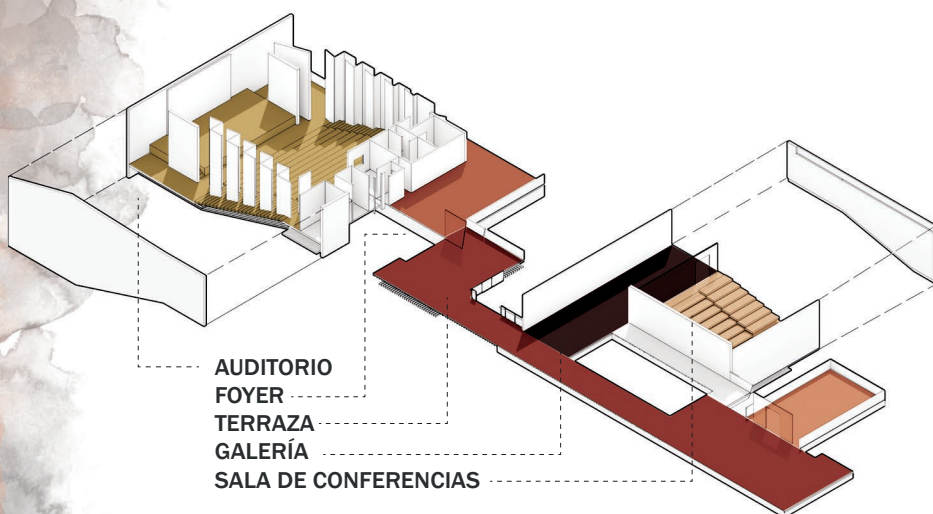 AUDITORIO
FOYER
TERRAZA
GALERÍA
SALA DE CONFERENCIAS